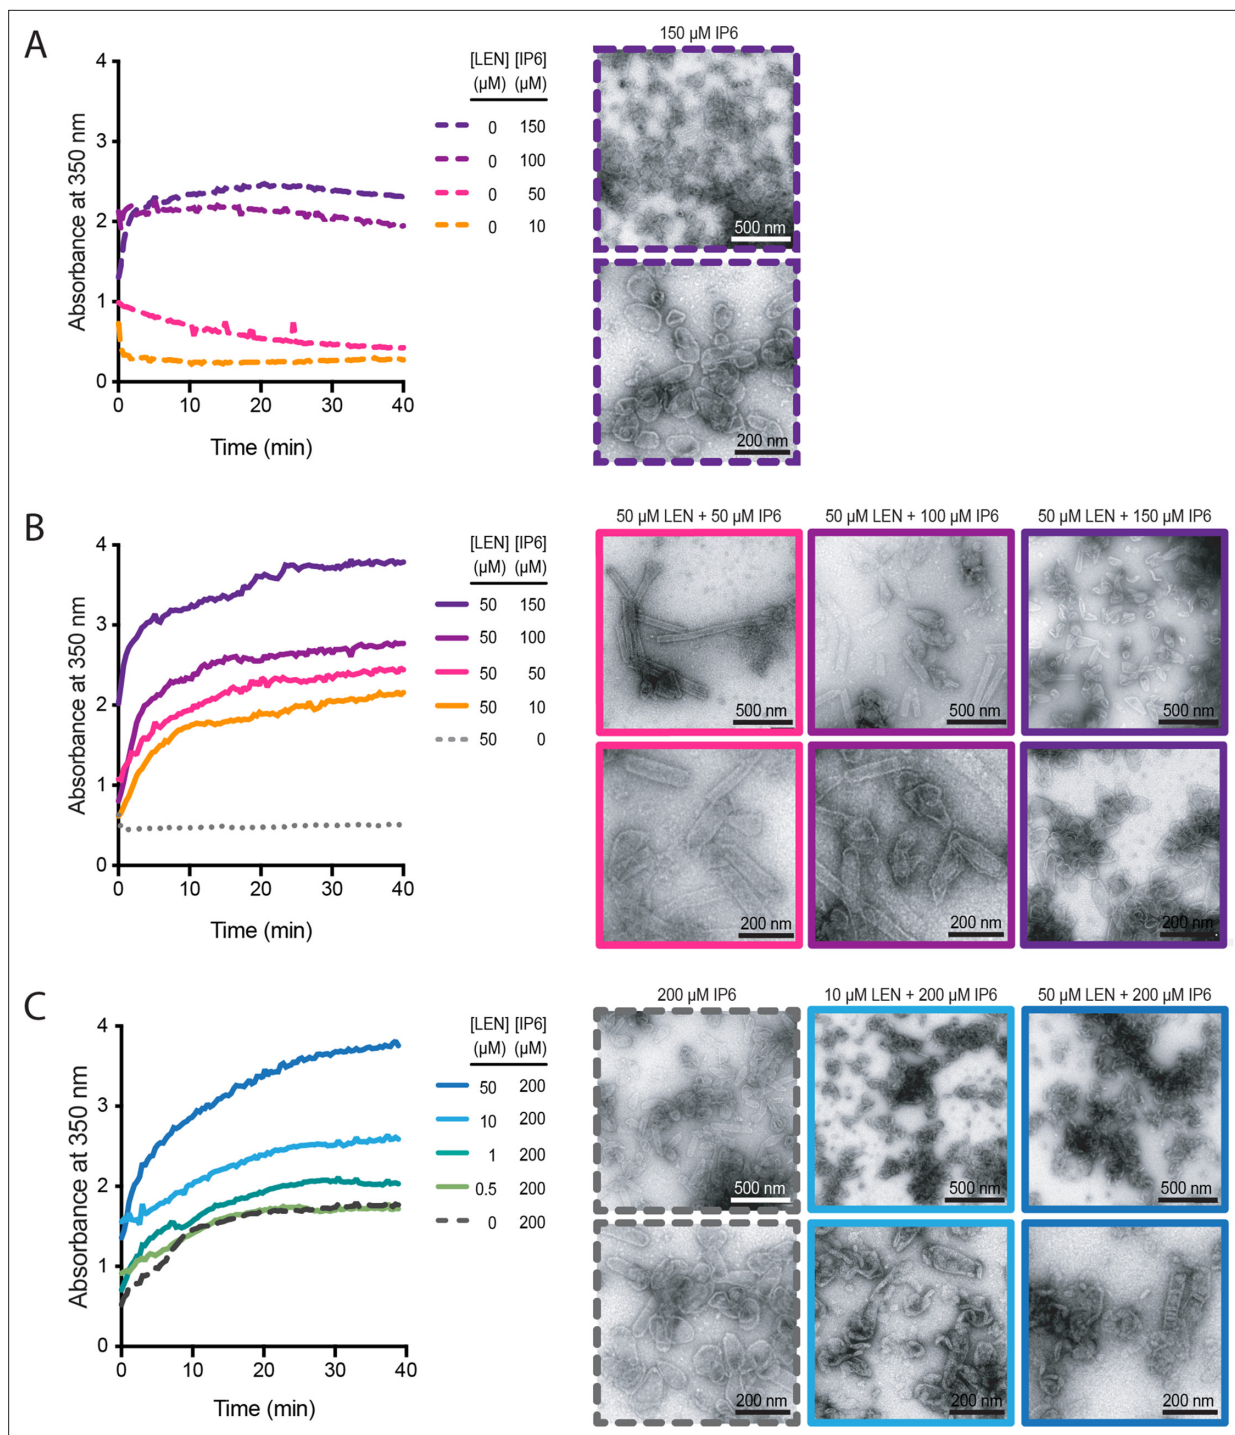 A
150 µM IP6
[LEN] [IP6]
(µM) (µM)
4
3
2
1
0
Absorbance at 350 nm
0 150
0 100
0 50
0 10
0 10 20 30 40
Time (min)
500 nm
200 nm
B
50 µM LEN + 50 µM IP6
50 µM LEN + 100 µM IP6
50 µM LEN + 150 µM IP6
[LEN] [IP6]
(µM) (µM)
4
3
2
1
0
Absorbance at 350 nm
50 150
50 100
50 50
50 10
50 0
0 10 20 30 40
Time (min)
500 nm
500 nm
500 nm
200 nm
200 nm
200 nm
C
200 µM IP6
10 µM LEN + 200 µM IP6
50 µM LEN + 200 µM IP6
[LEN] [IP6]
(µM) (µM)
4
3
2
1
0
Absorbance at 350 nm
50 200
10 200
1 200
0.5 200
0 200
0 10 20 30 40
Time (min)
500 nm
500 nm
500 nm
200 nm
200 nm
200 nm